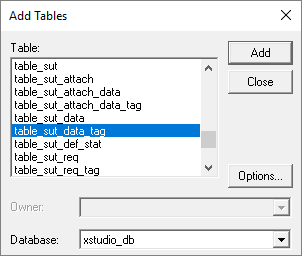 Add Tables
Table:
table_sut
table_sut_attach
table_sut_attach_data
table_sut_attach_data_tag
table_sut_data
table_sut_data_tag
table_sut_def_stat
table_sut_req
table_sut_req_tag
Add
Close
Options...
Owner:
Database:
xstudio_db